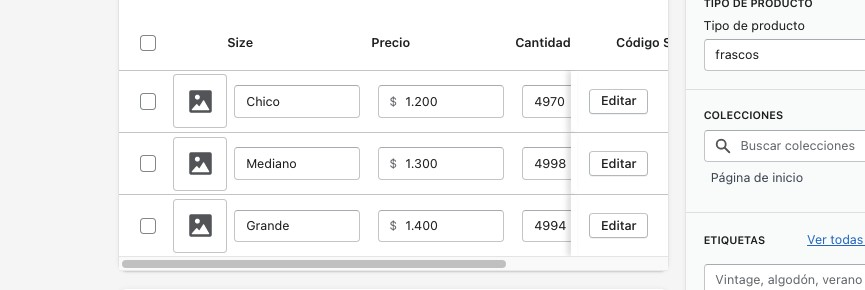 Size Precio Cantidad Código S
Chico $ 1.200 4970 Editar
Mediano $ 1.300 4998 Editar
Grande $ 1.400 4994 Editar
TIPO DE PRODUCTO
Tipo de producto
frascos
COLECCIONES
Buscar colecciones
Página de inicio
ETIQUETAS Ver todas
Vintage, algodón, verano